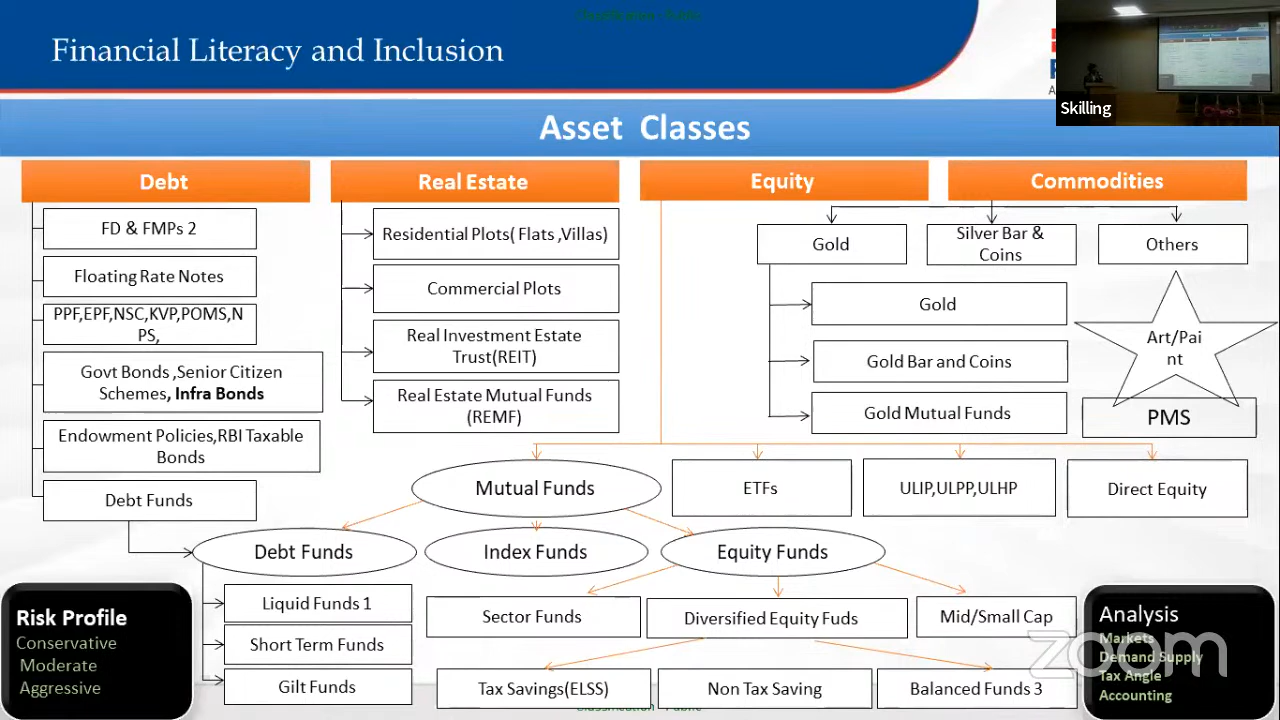 Financial Literacy and Inclusion
Skilling
Asset Classes
Debt
Real Estate
Equity
Commodities
FD & FMPs 2
Floating Rate Notes
PPF,EPF,NSC,KVP,POMS,N
PS,
Govt Bonds ,Senior Citizen
Schemes, Infra Bonds
Endowment Policies,RBI Taxable
Bonds
Debt Funds
Residential Plots( Flats ,Villas)
Commercial Plots
Real Investment Estate
Trust(REIT)
Real Estate Mutual Funds
(REMF)
Gold
Silver Bar &
Coins
Others
Gold
Gold Bar and Coins
Gold Mutual Funds
Art/Pai
nt
PMS
Mutual Funds
ETFs
ULIP,ULPP,ULHP
Direct Equity
Debt Funds
Index Funds
Equity Funds
Liquid Funds 1
Short Term Funds
Gilt Funds
Sector Funds
Diversified Equity Fuds
Mid/Small Cap
Tax Savings(ELSS)
Non Tax Saving
Balanced Funds 3
Risk Profile
Conservative
Moderate
Aggressive
Analysis
Markets
Demand Supply
Tax Angle
Accounting
zoom